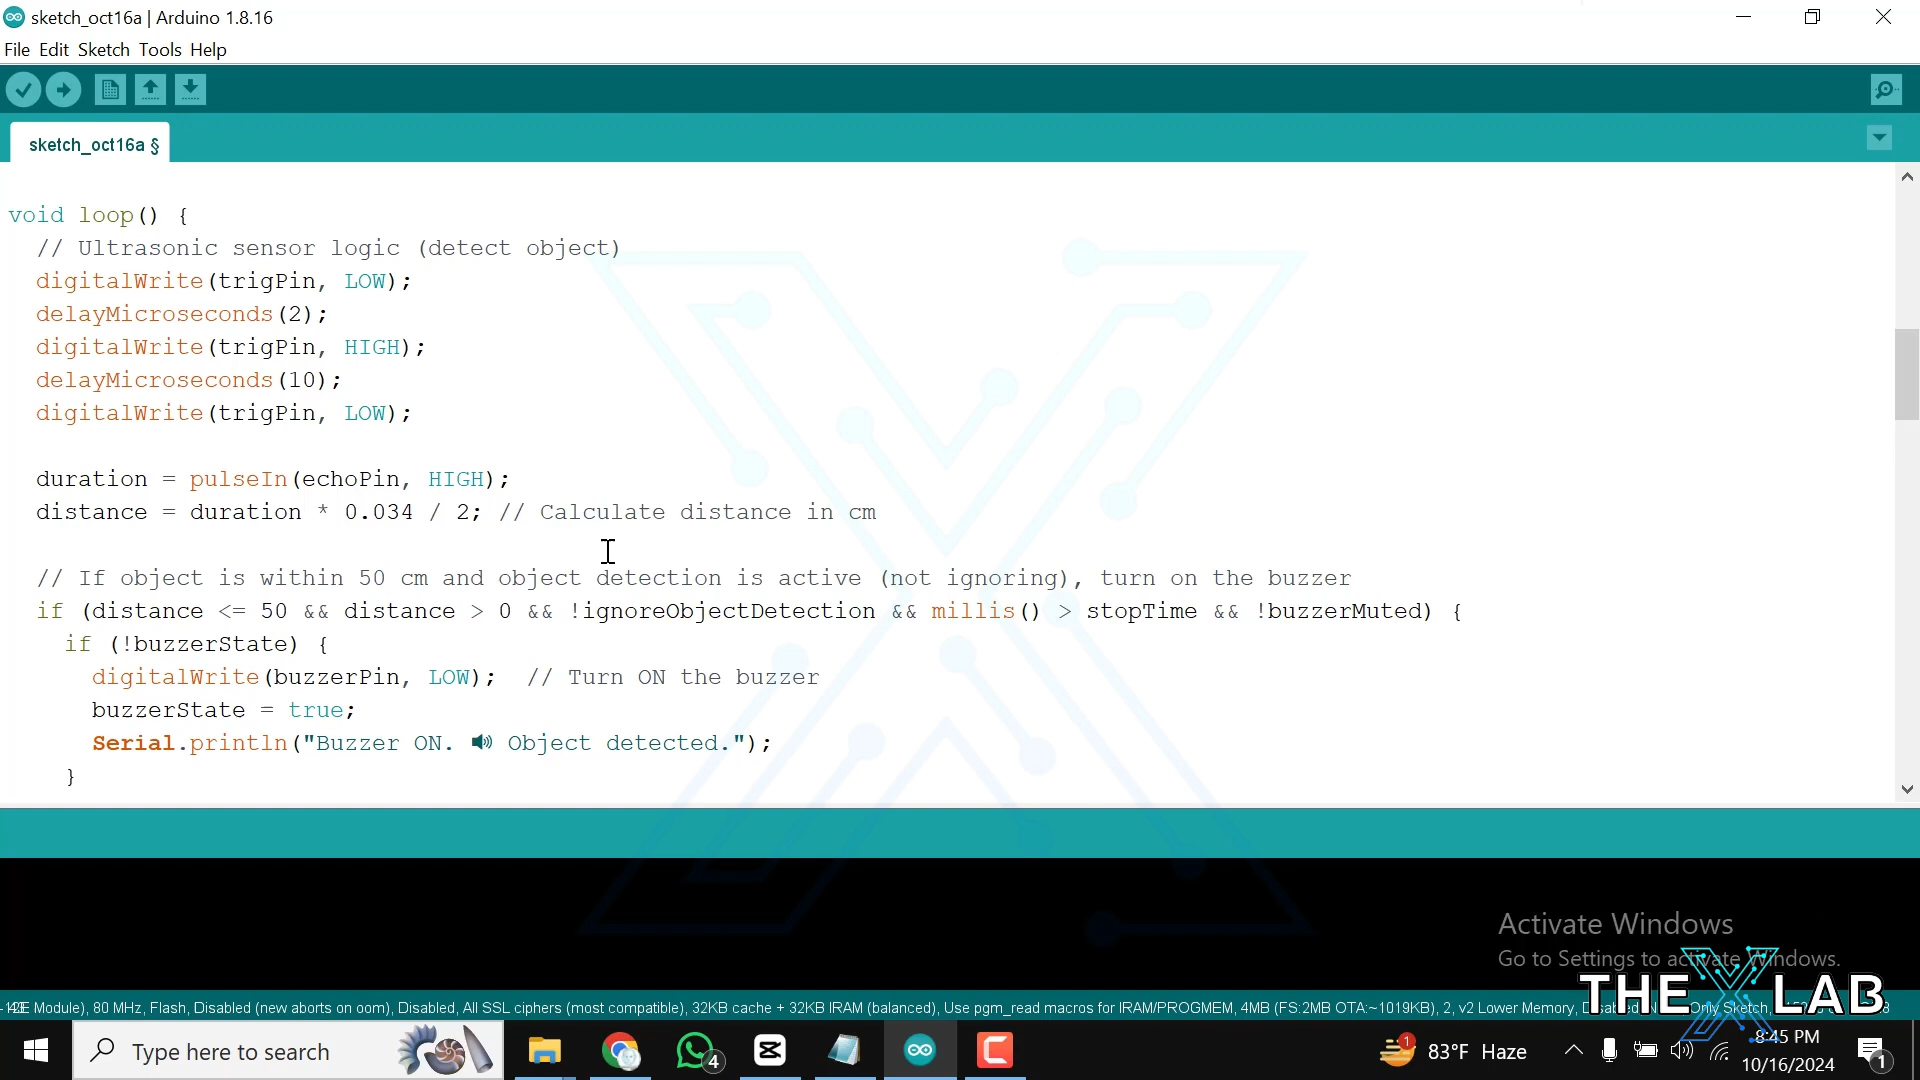 sketch_oct16a | Arduino 1.8.16
File Edit Sketch Tools Help
sketch_oct16a §
void loop() {
// Ultrasonic sensor logic (detect object)
digitalWrite(trigPin, LOW);
delayMicroseconds(2);
digitalWrite(trigPin, HIGH);
delayMicroseconds(10);
digitalWrite(trigPin, LOW);
duration = pulseIn(echoPin, HIGH);
distance = duration * 0.034 / 2; // Calculate distance in cm
// If object is within 50 cm and object detection is active (not ignoring), turn on the buzzer
if (distance <= 50 && distance > 0 && !ignoreObjectDetection && millis() > stopTime && !buzzerMuted) {
if (!buzzerState) {
digitalWrite(buzzerPin, LOW); // Turn ON the buzzer
buzzerState = true;
Serial.println("Buzzer ON. 🔊 Object detected.");
}
Activate Windows
Go to Settings to activate Windows.
THE X LAB
Module), 80 MHz, Flash, Disabled (new aborts on oom), Disabled, All SSL ciphers (most compatible), 32KB cache + 32KB IRAM (balanced), Use pgm_read macros for IRAM/PROGMEM, 4MB (FS:2MB OTA:~1019KB), 2, v2 Lower Memory, Only Sketch,
Type here to search
4
1
83°F Haze
8:45 PM
10/16/2024
1